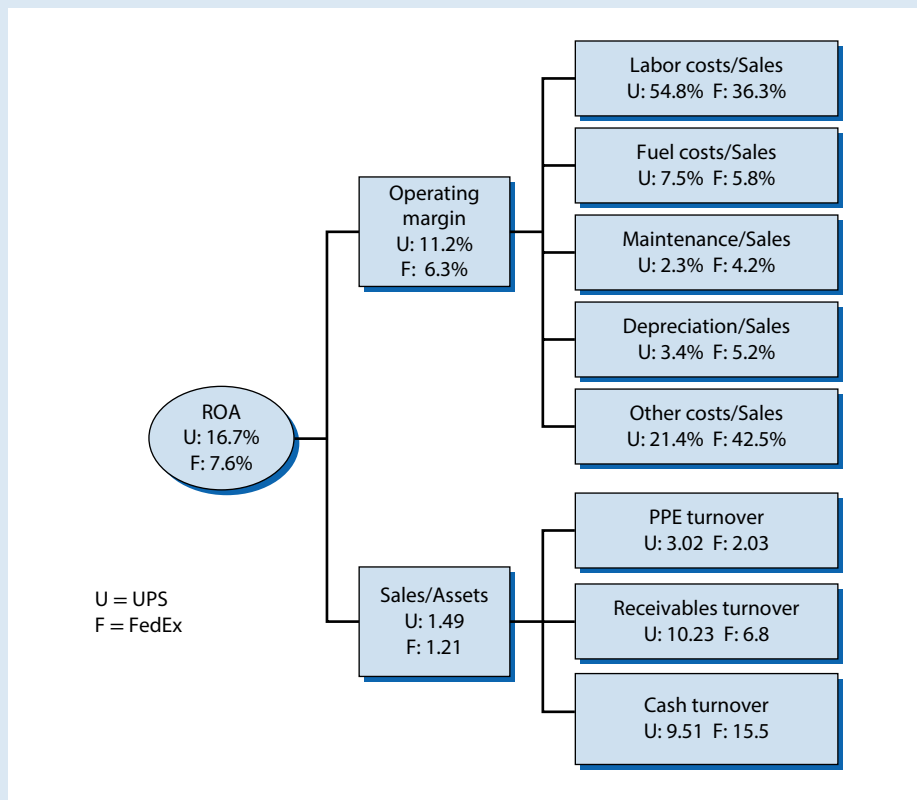 Labor costs/Sales
U: 54.8% F: 36.3%
Fuel costs/Sales
U: 7.5% F: 5.8%
Operating
margin
U: 11.2%
F: 6.3%
Maintenance/Sales
U: 2.3% F: 4.2%
Depreciation/Sales
U: 3.4% F: 5.2%
Other costs/Sales
U: 21.4% F: 42.5%
ROA
U: 16.7%
F: 7.6%
PPE turnover
U: 3.02 F: 2.03
Sales/Assets
U: 1.49
F: 1.21
Receivables turnover
U: 10.23 F: 6.8
Cash turnover
U: 9.51 F: 15.5
U = UPS
F = FedEx